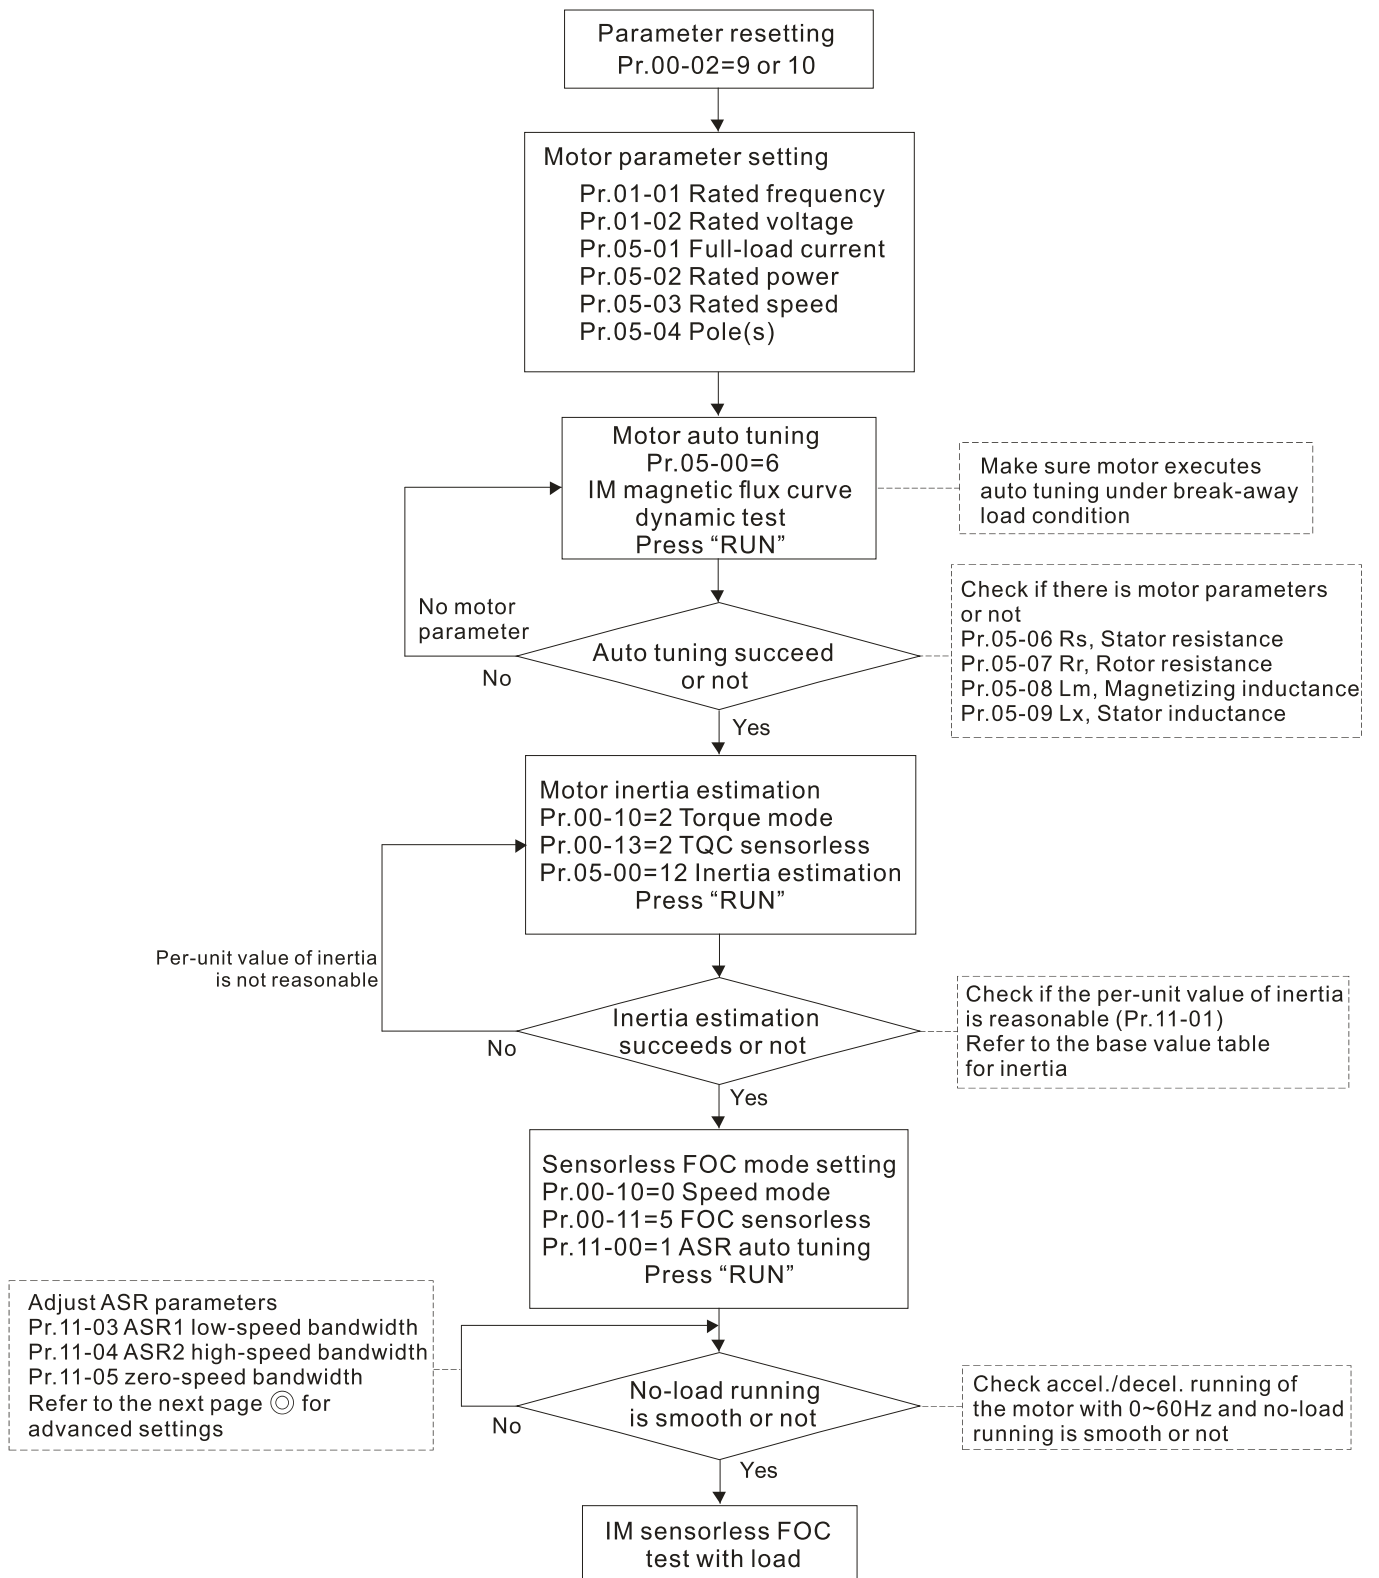 Parameter resetting
Pr.00-02=9 or 10
Motor parameter setting
Pr.01-01 Rated frequency
Pr.01-02 Rated voltage
Pr.05-01 Full-load current
Pr.05-02 Rated power
Pr.05-03 Rated speed
Pr.05-04 Pole(s)
Motor auto tuning
Pr.05-00=6
IM magnetic flux curve
dynamic test
Press “RUN”
Make sure motor executes
auto tuning under break-away
load condition
No motor
parameter
No
Auto tuning succeed
or not
Check if there is motor parameters
or not
Pr.05-06 Rs, Stator resistance
Pr.05-07 Rr, Rotor resistance
Pr.05-08 Lm, Magnetizing inductance
Pr.05-09 Lx, Stator inductance
Yes
Motor inertia estimation
Pr.00-10=2 Torque mode
Pr.00-13=2 TQC sensorless
Pr.05-00=12 Inertia estimation
Press “RUN”
Per-unit value of inertia
is not reasonable
No
Inertia estimation
succeeds or not
Check if the per-unit value of inertia
is reasonable (Pr.11-01)
Refer to the base value table
for inertia
Yes
Sensorless FOC mode setting
Pr.00-10=0 Speed mode
Pr.00-11=5 FOC sensorless
Pr.11-00=1 ASR auto tuning
Press “RUN”
Adjust ASR parameters
Pr.11-03 ASR1 low-speed bandwidth
Pr.11-04 ASR2 high-speed bandwidth
Pr.11-05 zero-speed bandwidth
Refer to the next page ◎ for
advanced settings
No
No-load running
is smooth or not
Check accel./decel. running of
the motor with 0~60Hz and no-load
running is smooth or not
Yes
IM sensorless FOC
test with load